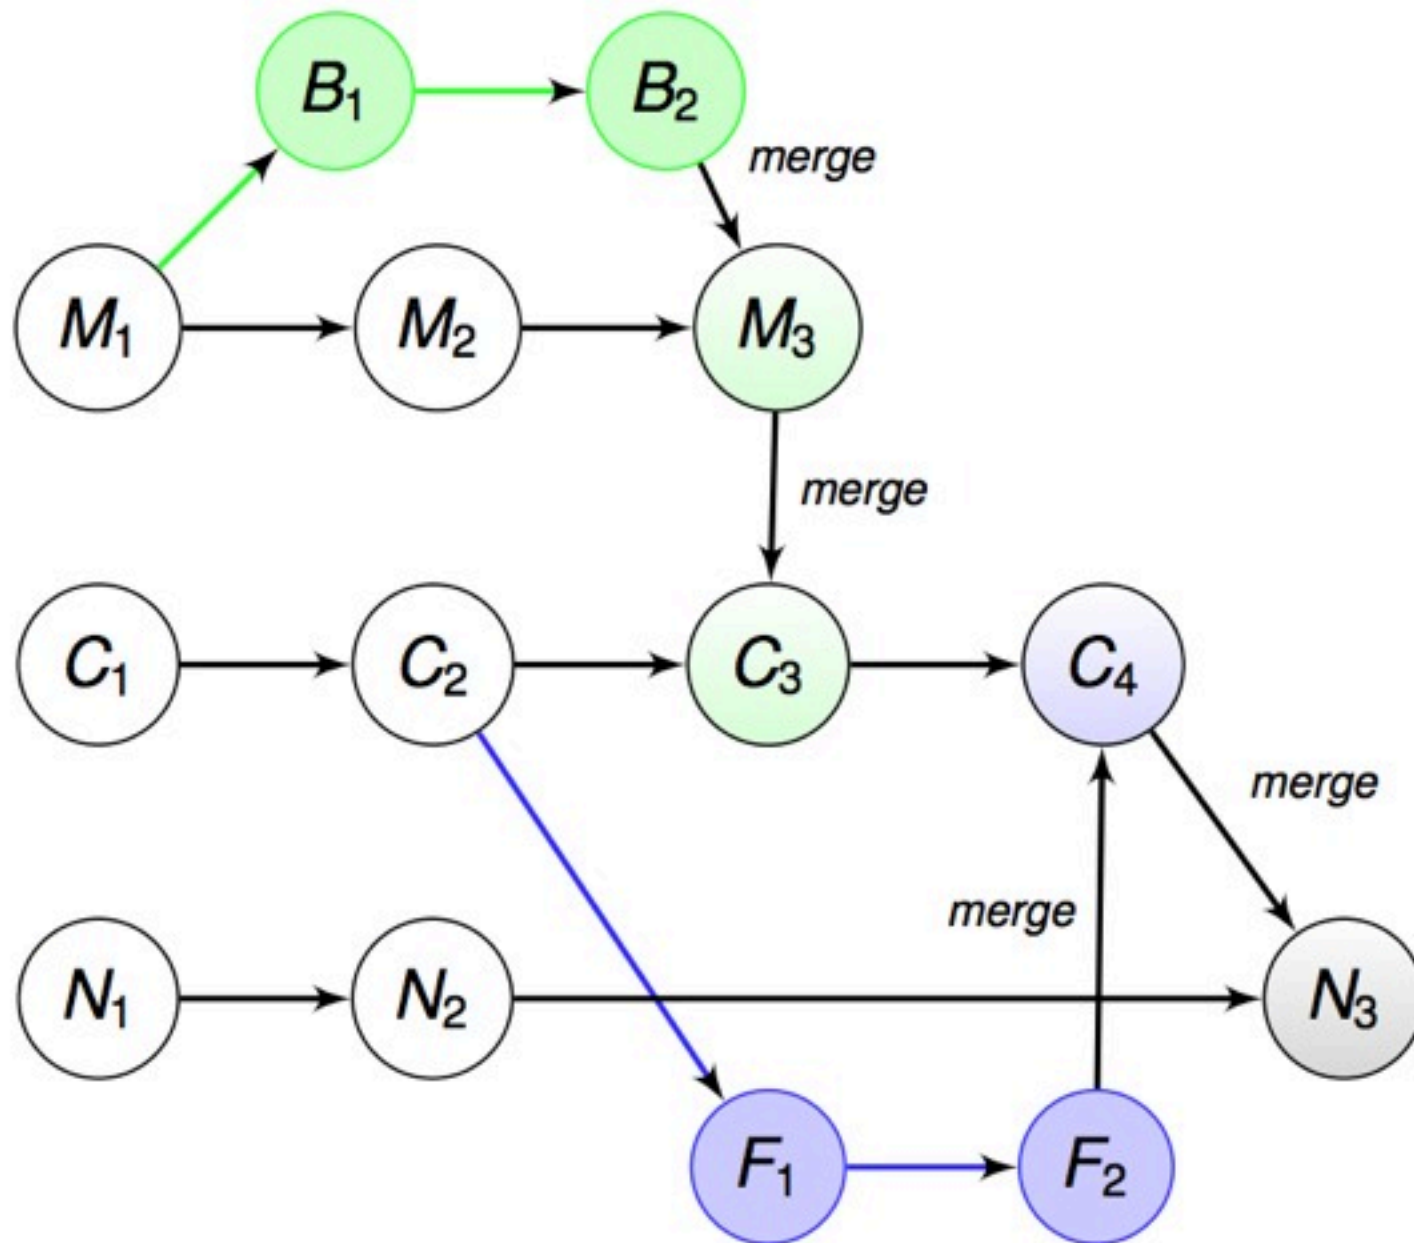 B₁ B₂
merge
M₁ M₂ M₃
merge
C₁ C₂ C₃ C₄
merge
merge
N₁ N₂ N₃
F₁ F₂